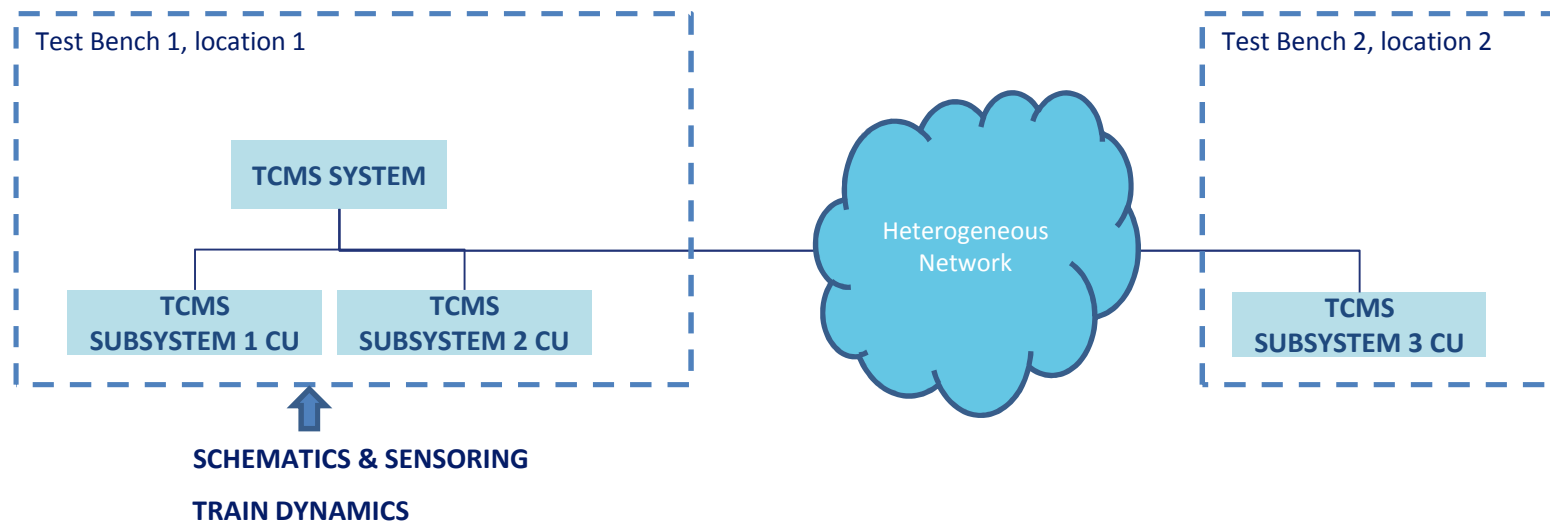 Test Bench 1, location 1
Test Bench 2, location 2
TCMS SYSTEM
Heterogeneous
Network
TCMS
SUBSYSTEM 1 CU
TCMS
SUBSYSTEM 2 CU
TCMS
SUBSYSTEM 3 CU
SCHEMATICS & SENSORING
TRAIN DYNAMICS